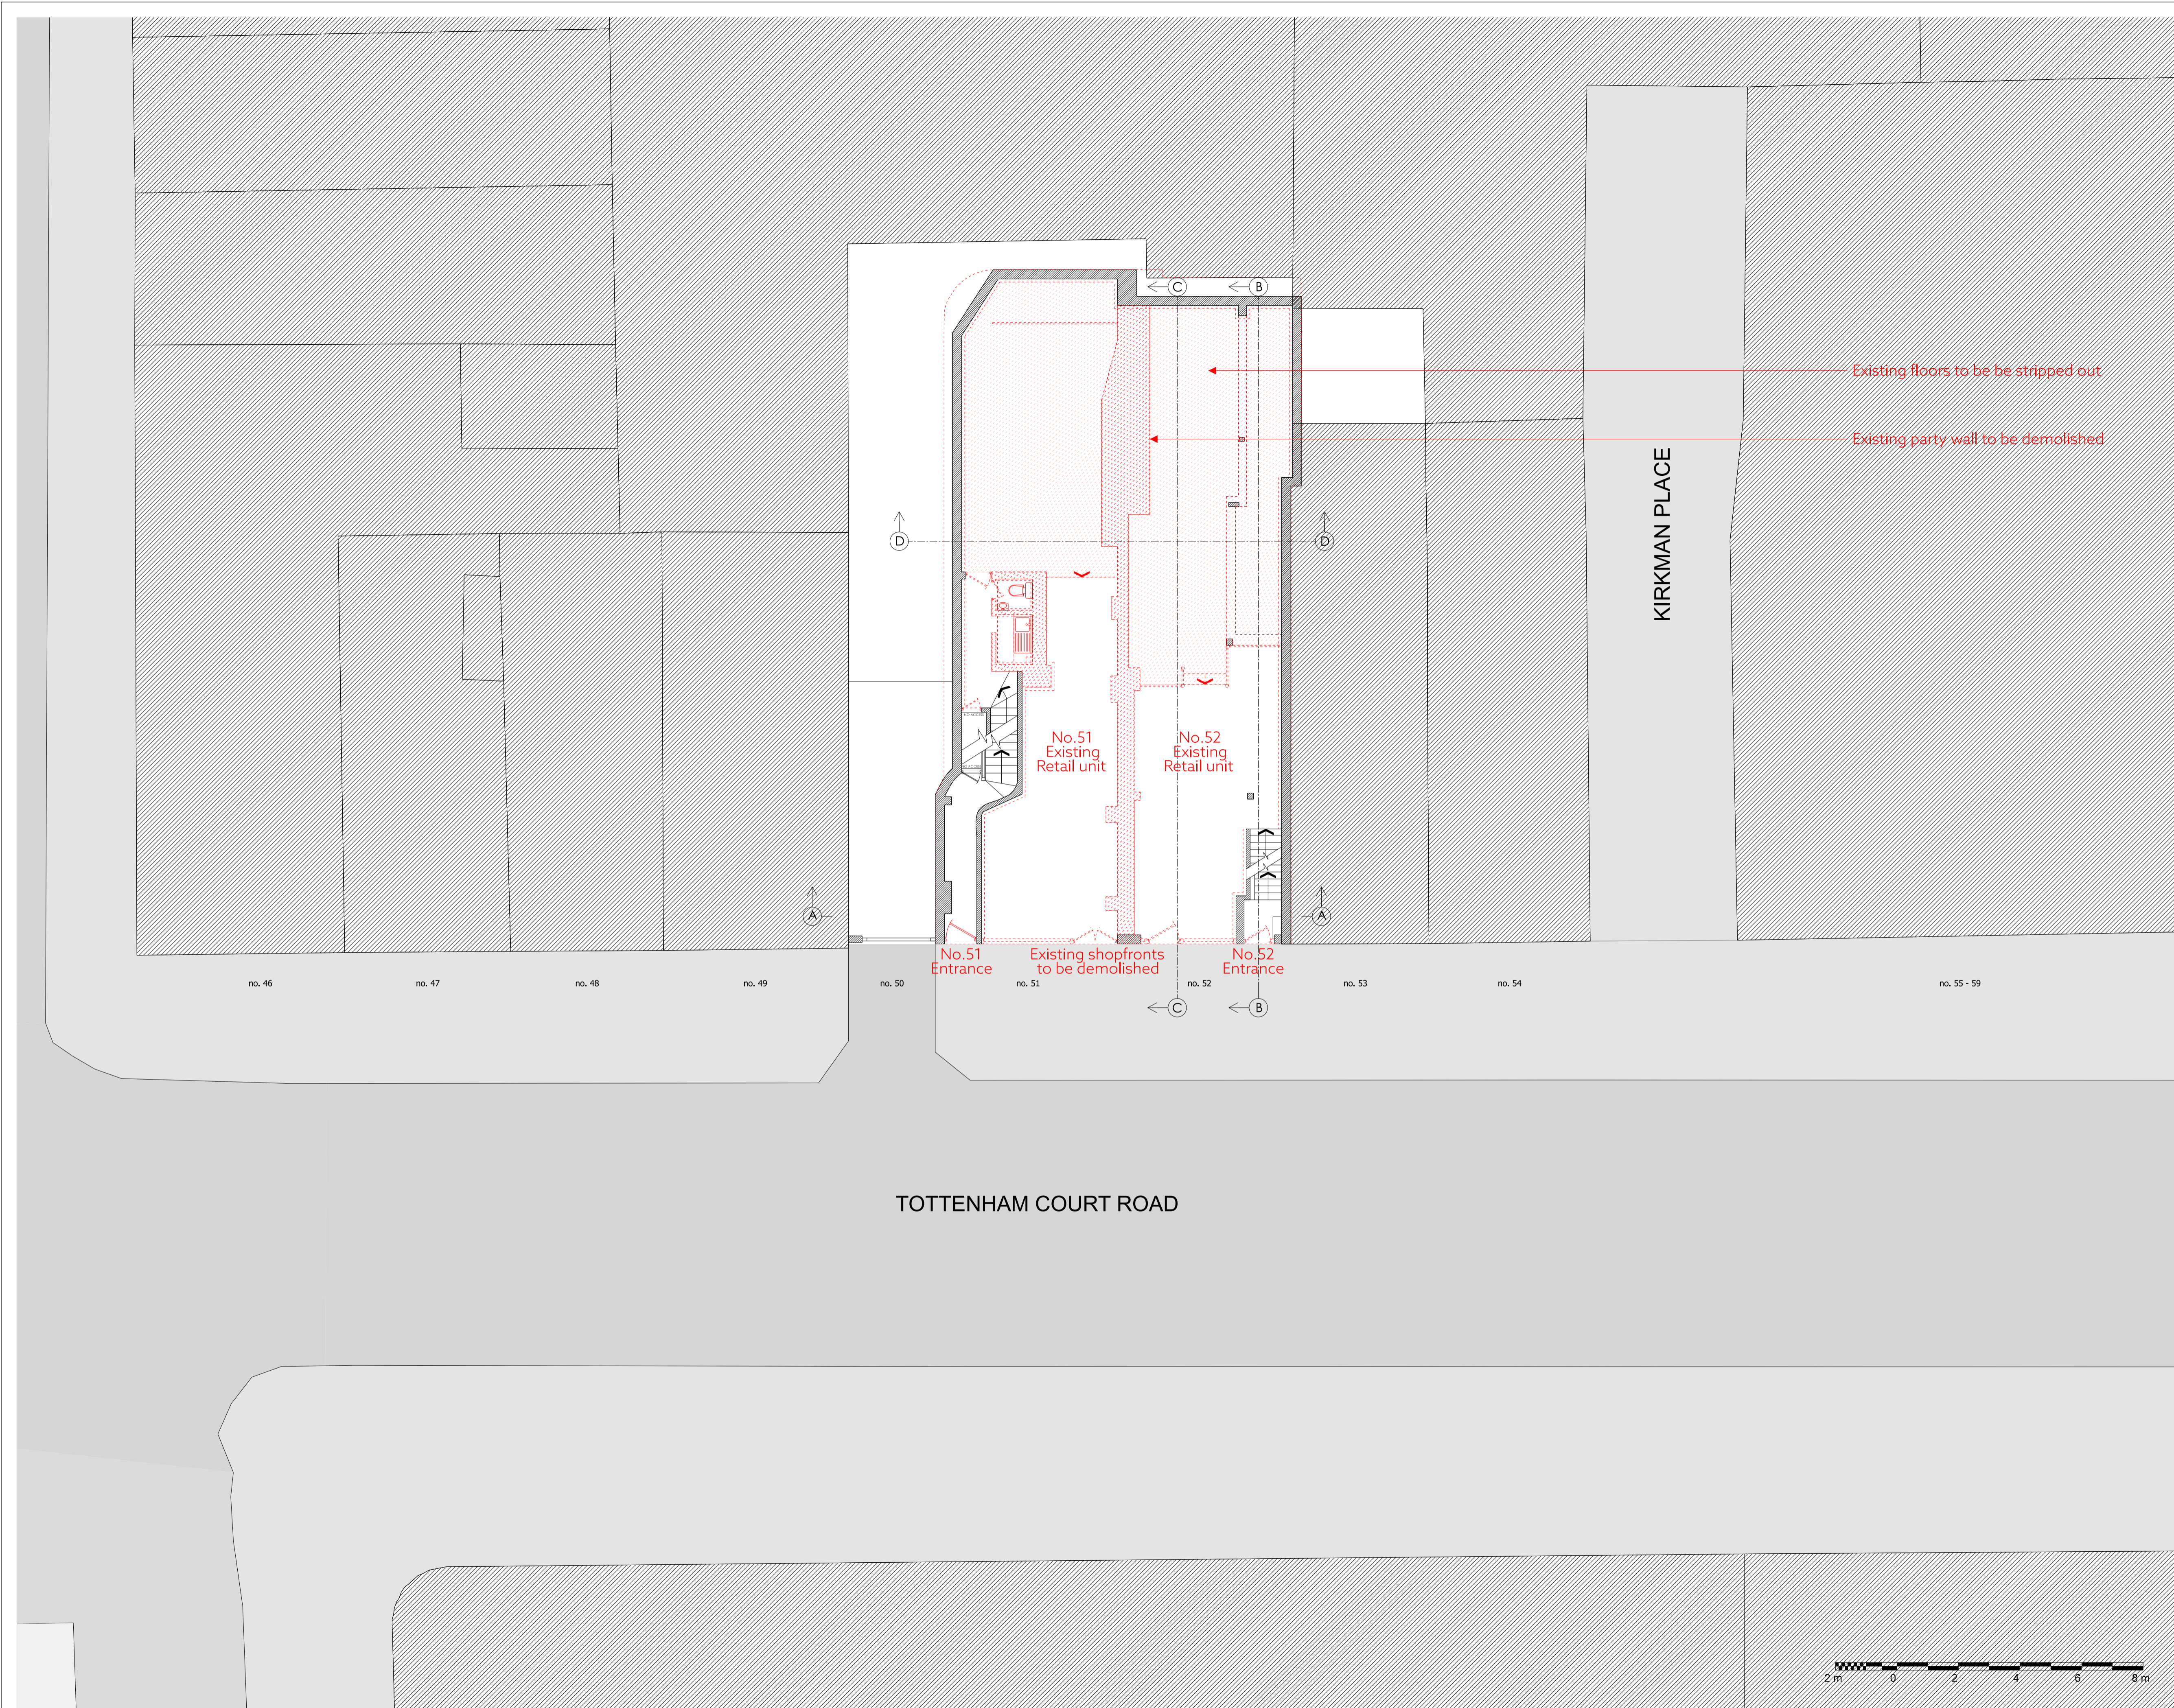 C
B
Existing floors to be be stripped out
Existing party wall to be demolished
KIRKMAN PLACE
D
D
NO ACCESS
No.51
Existing
Retail unit
No.52
Existing
Retail unit
A
A
No.51
Entrance
Existing shopfronts
to be demolished
No.52
Entrance
no. 46
no. 47
no. 48
no. 49
no. 50
no. 51
no. 52
no. 53
no. 54
no. 55 - 59
C
B
TOTTENHAM COURT ROAD
2 m
0
2
4
6
8 m